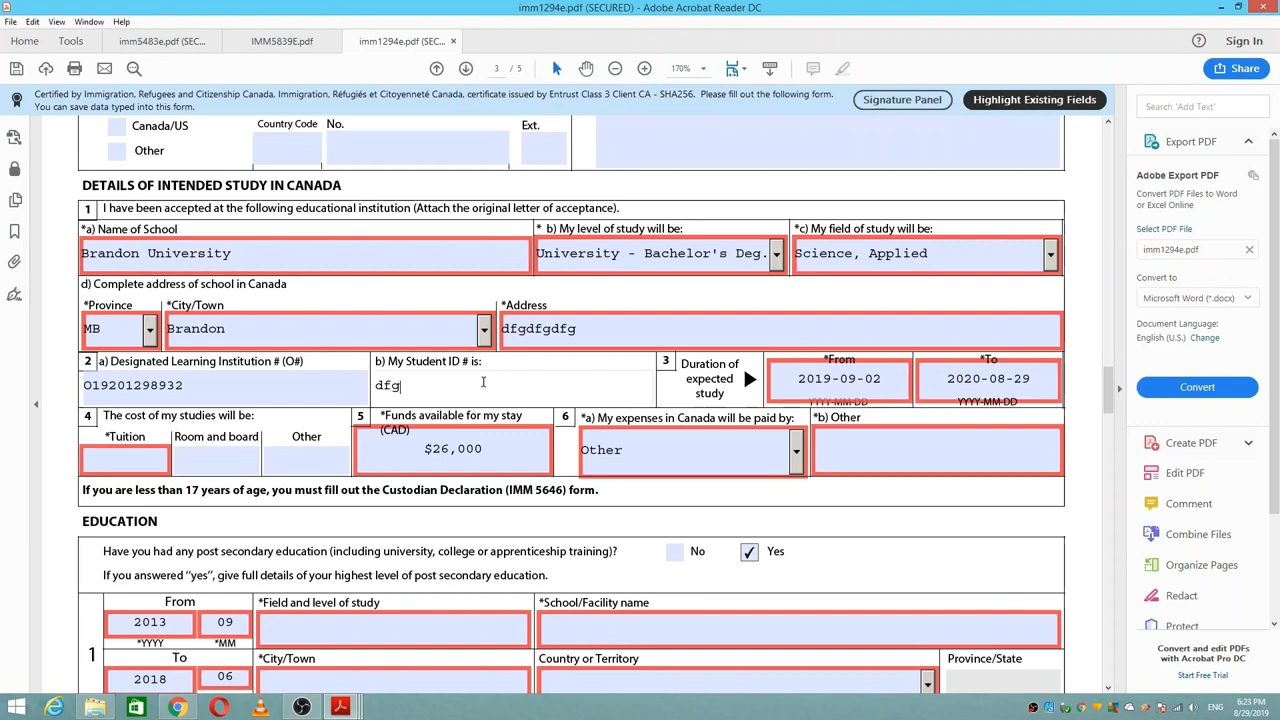 imm1294e.pdf (SECURED) - Adobe Acrobat Reader DC
File Edit View Window Help
Home Tools imm5483e.pdf (SEC... IMM5839E.pdf imm1294e.pdf (SEC... × Sign In
3 / 5 170% Share
Certified by Immigration, Refugees and Citizenship Canada, Immigration, Réfugiés et Citoyenneté Canada, certificate issued by Entrust Class 3 Client CA - SHA256. Please fill out the following form.
You can save data typed into this form.
Signature Panel Highlight Existing Fields
Search 'Add Text'
Canada/US Country Code No. Ext.
Other
DETAILS OF INTENDED STUDY IN CANADA
1 I have been accepted at the following educational institution (Attach the original letter of acceptance).
*a) Name of School * b) My level of study will be: *c) My field of study will be:
Brandon University University - Bachelor's Deg. Science, Applied
d) Complete address of school in Canada
*Province *City/Town *Address
MB Brandon dfgdfgdfg
2 a) Designated Learning Institution # (O#) b) My Student ID # is: 3 Duration of expected study *From *To
O19201298932 dfg 2019-09-02 2020-08-29
YYYY-MM-DD YYYY-MM-DD
4 The cost of my studies will be: 5 *Funds available for my stay (CAD) 6 *a) My expenses in Canada will be paid by: *b) Other
*Tuition Room and board Other
$26,000 Other
If you are less than 17 years of age, you must fill out the Custodian Declaration (IMM 5646) form.
EDUCATION
Have you had any post secondary education (including university, college or apprenticeship training)? No Yes
If you answered "yes", give full details of your highest level of post secondary education.
From *Field and level of study *School/Facility name
2013 09
*YYYY *MM
1
To *City/Town Country or Territory Province/State
2018 06
Export PDF
Adobe Export PDF
Convert PDF Files to Word
or Excel Online
Select PDF File
imm1294e.pdf
Convert to
Microsoft Word (*.docx)
Document Language:
English (U.S.) Change
Convert
Create PDF
Edit PDF
Comment
Combine Files
Organize Pages
Redact
Protect
Convert and edit PDFs
with Acrobat Pro DC
Start Free Trial
ENG 6:23 PM
8/29/2019